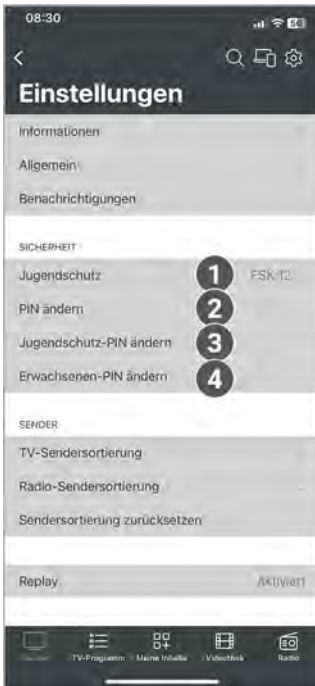 08:30
56
Einstellungen
Informationen
Allgemein
Benachrichtigungen
SICHERHEIT
Jugendschutz 1 FSK 12
PIN ändern 2
Jugendschutz-PIN ändern 3
Erwachsenen-PIN ändern 4
SENDER
TV-Sendersortierung
Radio-Sendersortierung
Sendersortierung zurücksetzen
Replay Aktiviert
TV-Programm Meine Inhalte Videothek Radio